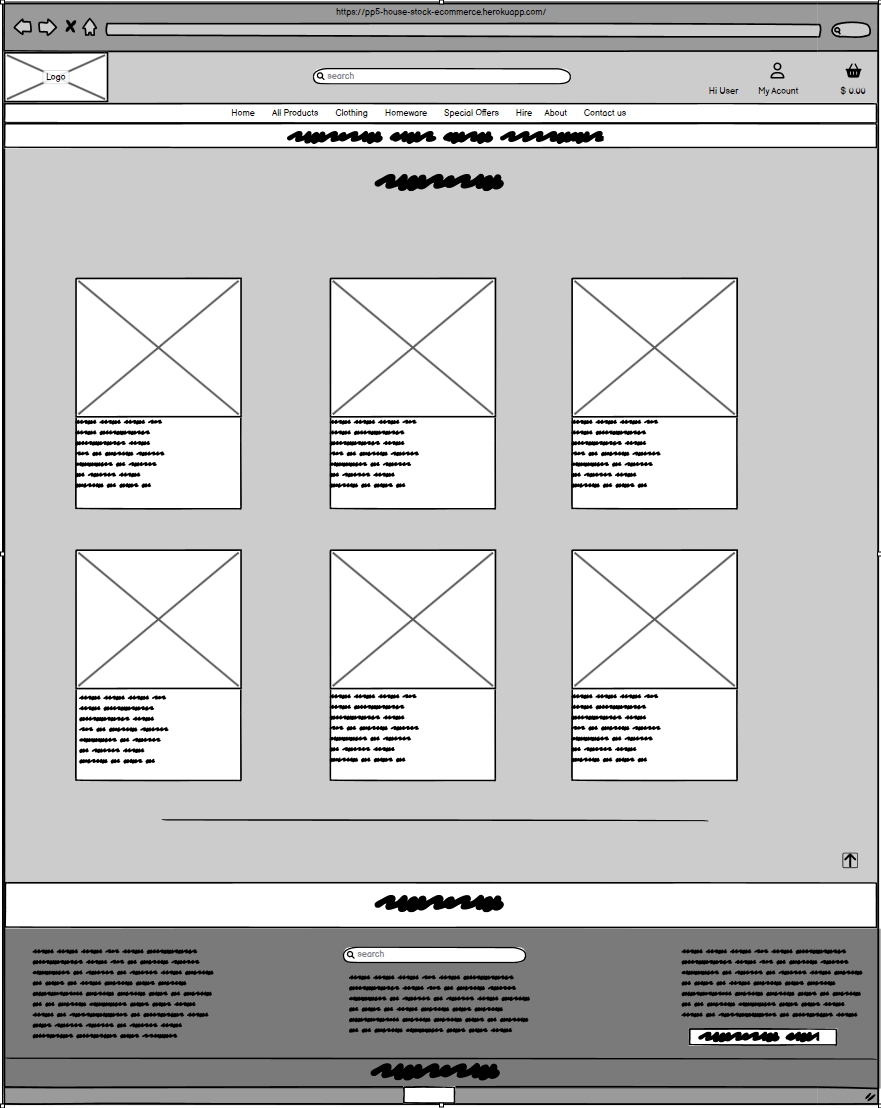 https://pp5-house-stock-ecommerce.herokuapp.com/
Logo
search
Hi User My Acount $ 0.00
Home All Products Clothing Homeware Special Offers Hire About Contact us
search